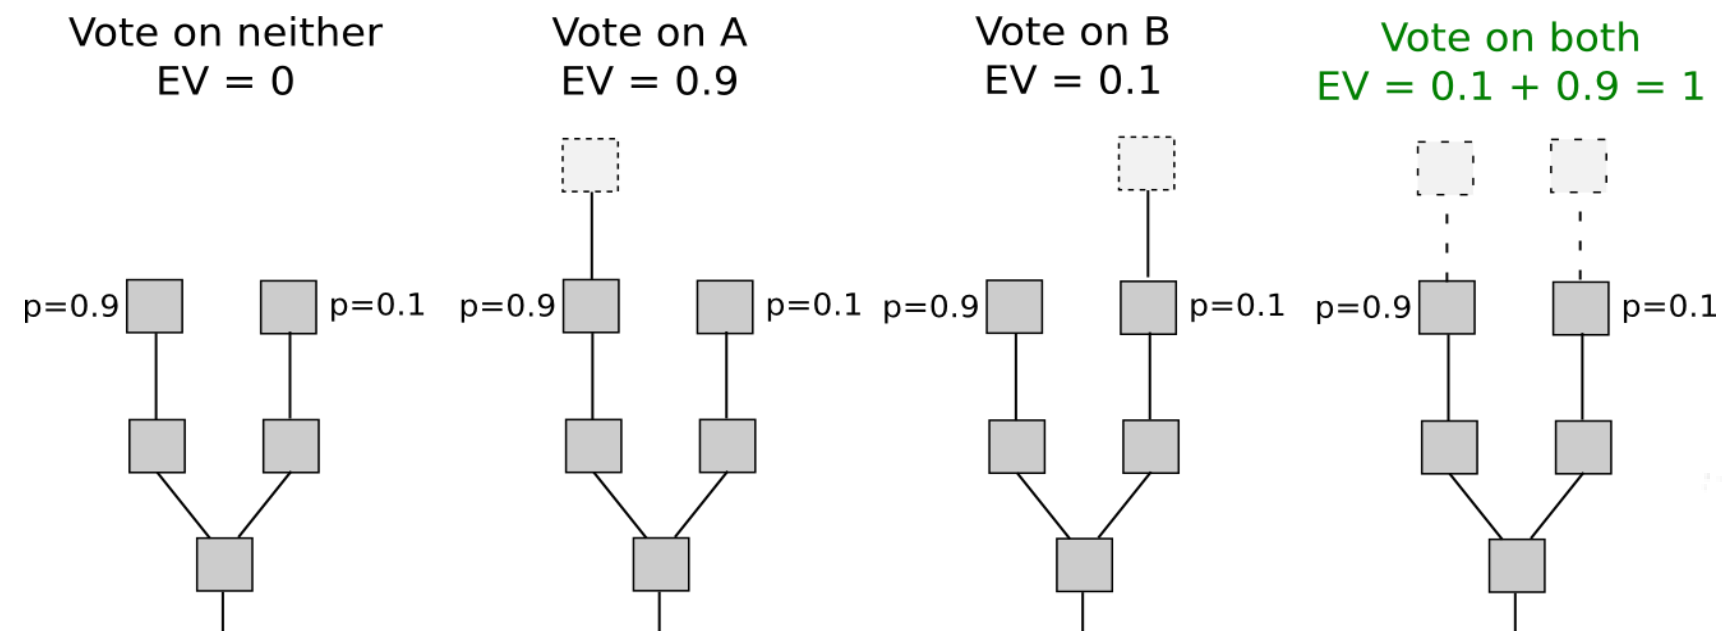 Vote on neither
EV = 0
Vote on A
EV = 0.9
Vote on B
EV = 0.1
Vote on both
EV = 0.1 + 0.9 = 1
p=0.9
p=0.1
p=0.9
p=0.1
p=0.9
p=0.1
p=0.9
p=0.1